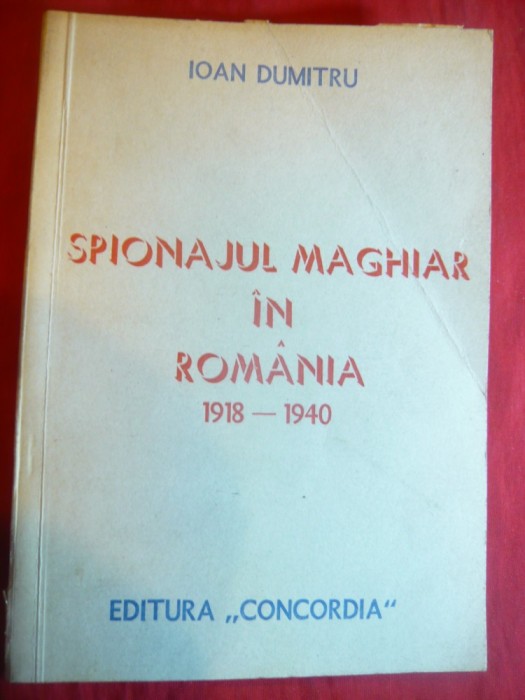 IOAN DUMITRU
SPIONAJUL MAGHIAR
ÎN
ROMÂNIA
1918 — 1940
EDITURA „CONCORDIA“